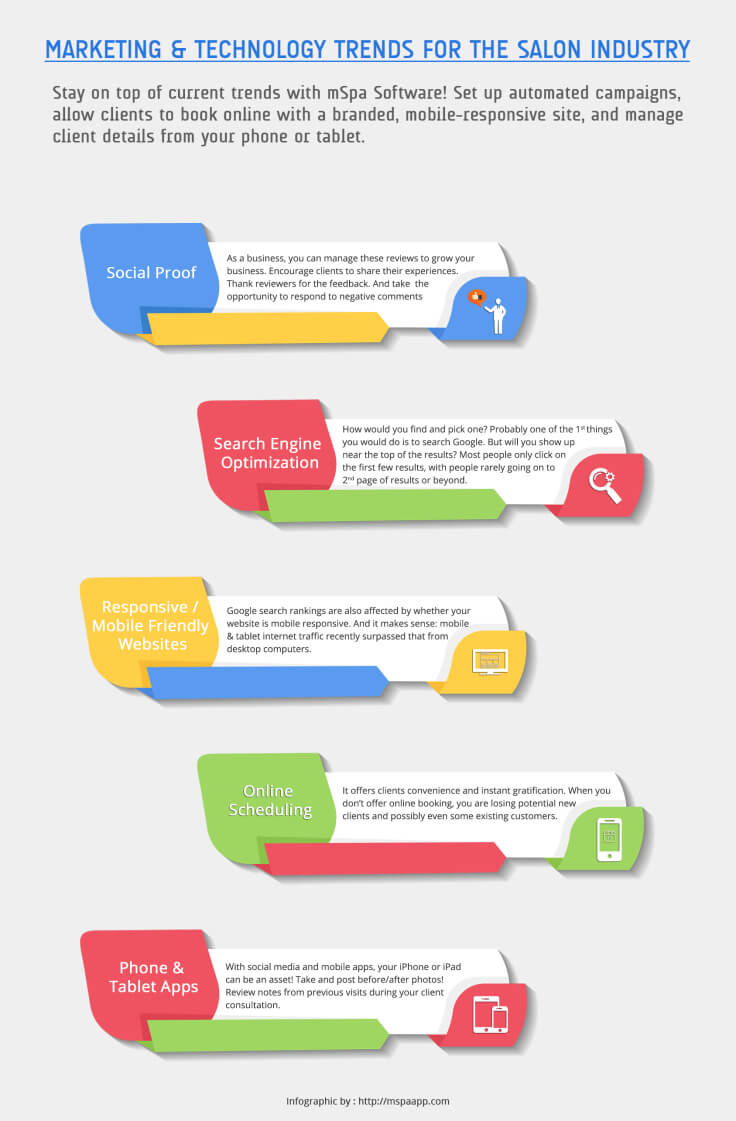 MARKETING & TECHNOLOGY TRENDS FOR THE SALON INDUSTRY
Stay on top of current trends with mSpa Software! Set up automated campaigns,
allow clients to book online with a branded, mobile-responsive site, and manage
client details from your phone or tablet.
Social Proof
As a business, you can manage these reviews to grow your
business. Encourage clients to share their experiences.
Thank reviewers for the feedback. And take the
opportunity to respond to negative comments
Search Engine
Optimization
How would you find and pick one? Probably one of the 1st things
you would do is to search Google. But will you show up
near the top of the results? Most people only click on
the first few results, with people rarely going on to
2nd page of results or beyond.
Responsive /
Mobile Friendly
Websites
Google search rankings are also affected by whether your
website is mobile responsive. And it makes sense: mobile
& tablet internet traffic recently surpassed that from
desktop computers.
Online
Scheduling
It offers clients convenience and instant gratification. When you
don't offer online booking, you are losing potential new
clients and possibly even some existing customers.
Phone &
Tablet Apps
With social media and mobile apps, your iPhone or iPad
can be an asset! Take and post before/after photos!
Review notes from previous visits during your client
consultation.
Infographic by : http://mspaapp.com